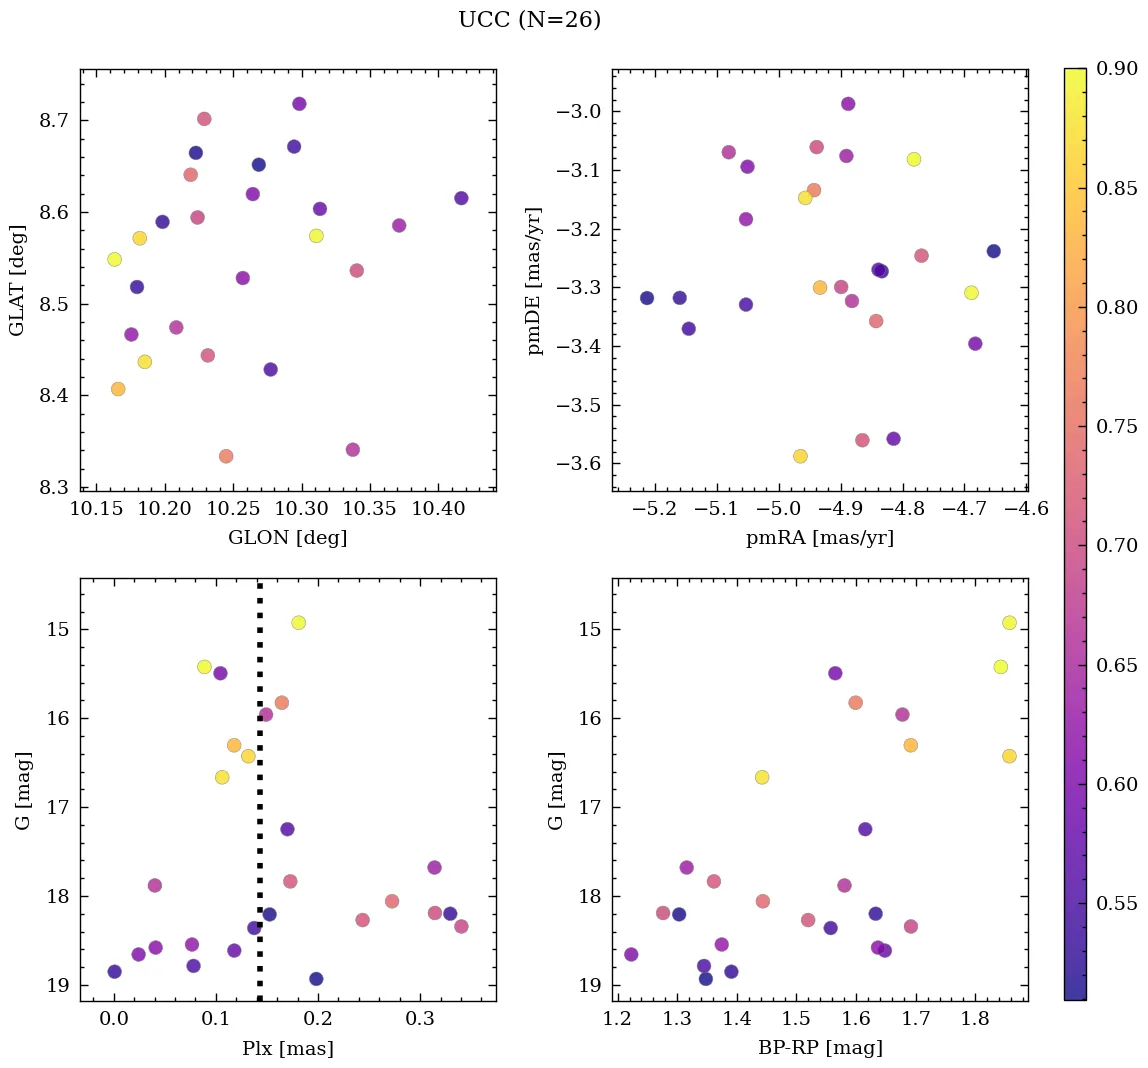 UCC (N=26)
8.7
8.6
8.5
8.4
8.3
GLAT [deg]
10.15 10.20 10.25 10.30 10.35 10.40
GLON [deg]
−3.0
−3.1
−3.2
−3.3
−3.4
−3.5
−3.6
pmDE [mas/yr]
−5.2 −5.1 −5.0 −4.9 −4.8 −4.7 −4.6
pmRA [mas/yr]
15
16
17
18
19
G [mag]
0.0 0.1 0.2 0.3
Plx [mas]
15
16
17
18
19
G [mag]
1.2 1.3 1.4 1.5 1.6 1.7 1.8
BP-RP [mag]
0.90
0.85
0.80
0.75
0.70
0.65
0.60
0.55